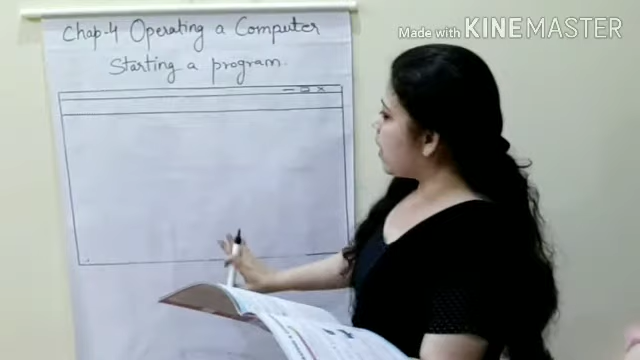 Made with KINEMASTER
Chap-4 Operating a Computer
Starting a program.